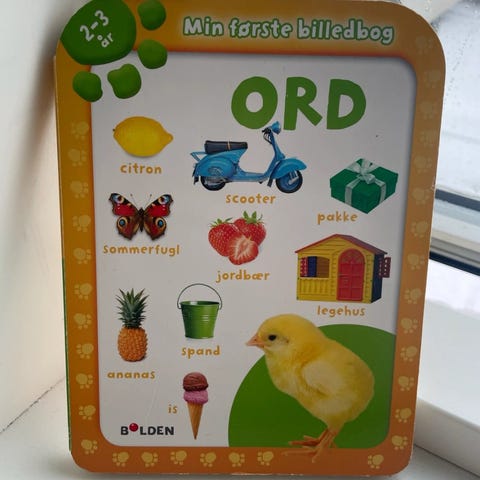 2-3
år
Min første billedbog
ORD
citron
scooter
pakke
sommerfugl
jordbær
legehus
ananas
spand
is
BOLDEN